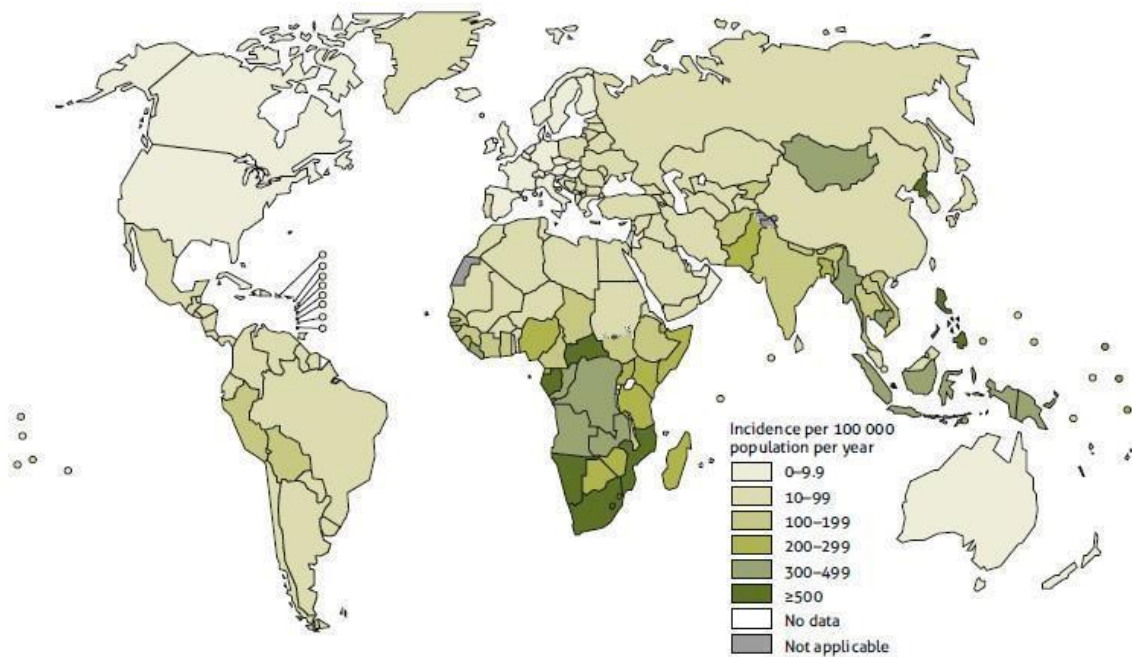 Incidence per 100 000
population per year
0–9.9
10–99
100–199
200–299
300–499
≥500
No data
Not applicable